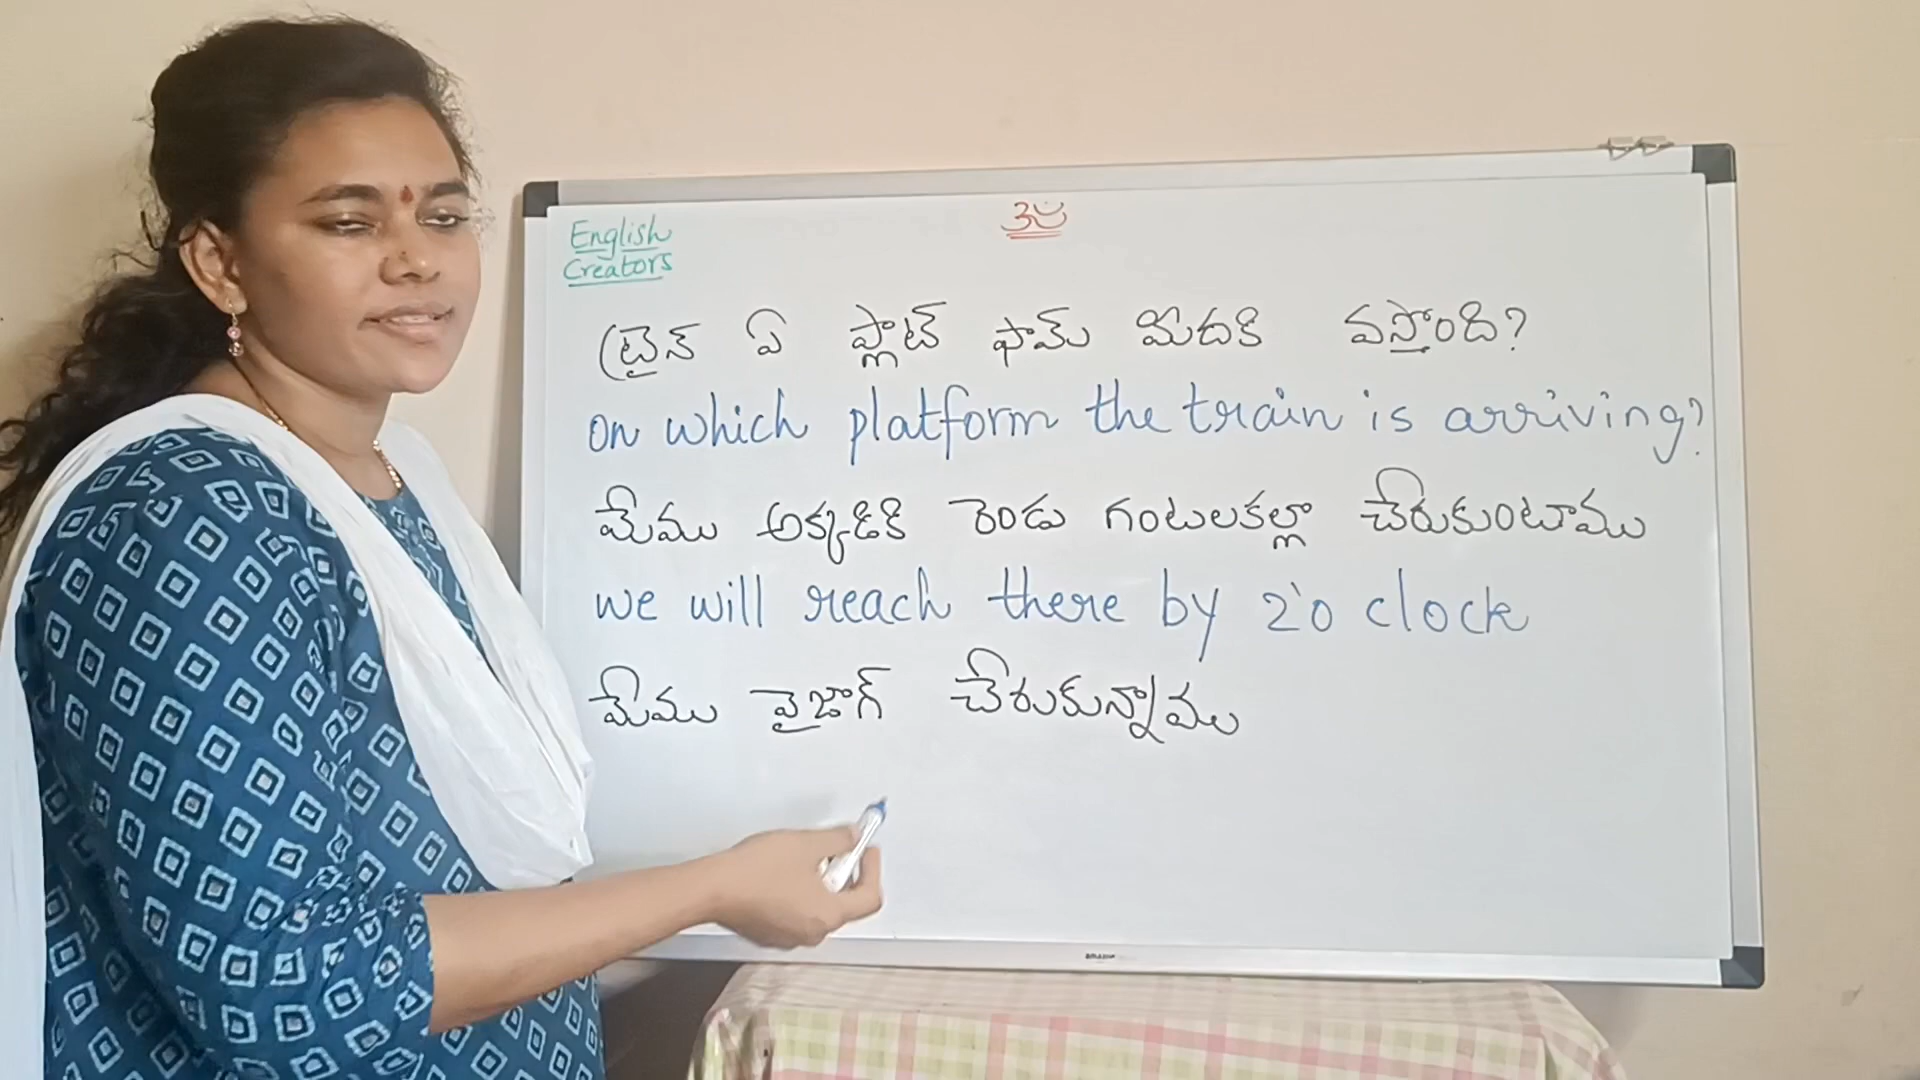 English
Creators
ఓం
ట్రైన్ ఏ ప్లాట్ ఫామ్ మీదకి వస్తోంది?
on which platform the train is arriving?
మేము అక్కడికి రెండు గంటలకల్లా చేరుకుంటాము
we will reach there by 2'o clock
మేము వైజాగ్ చేరుకున్నాము